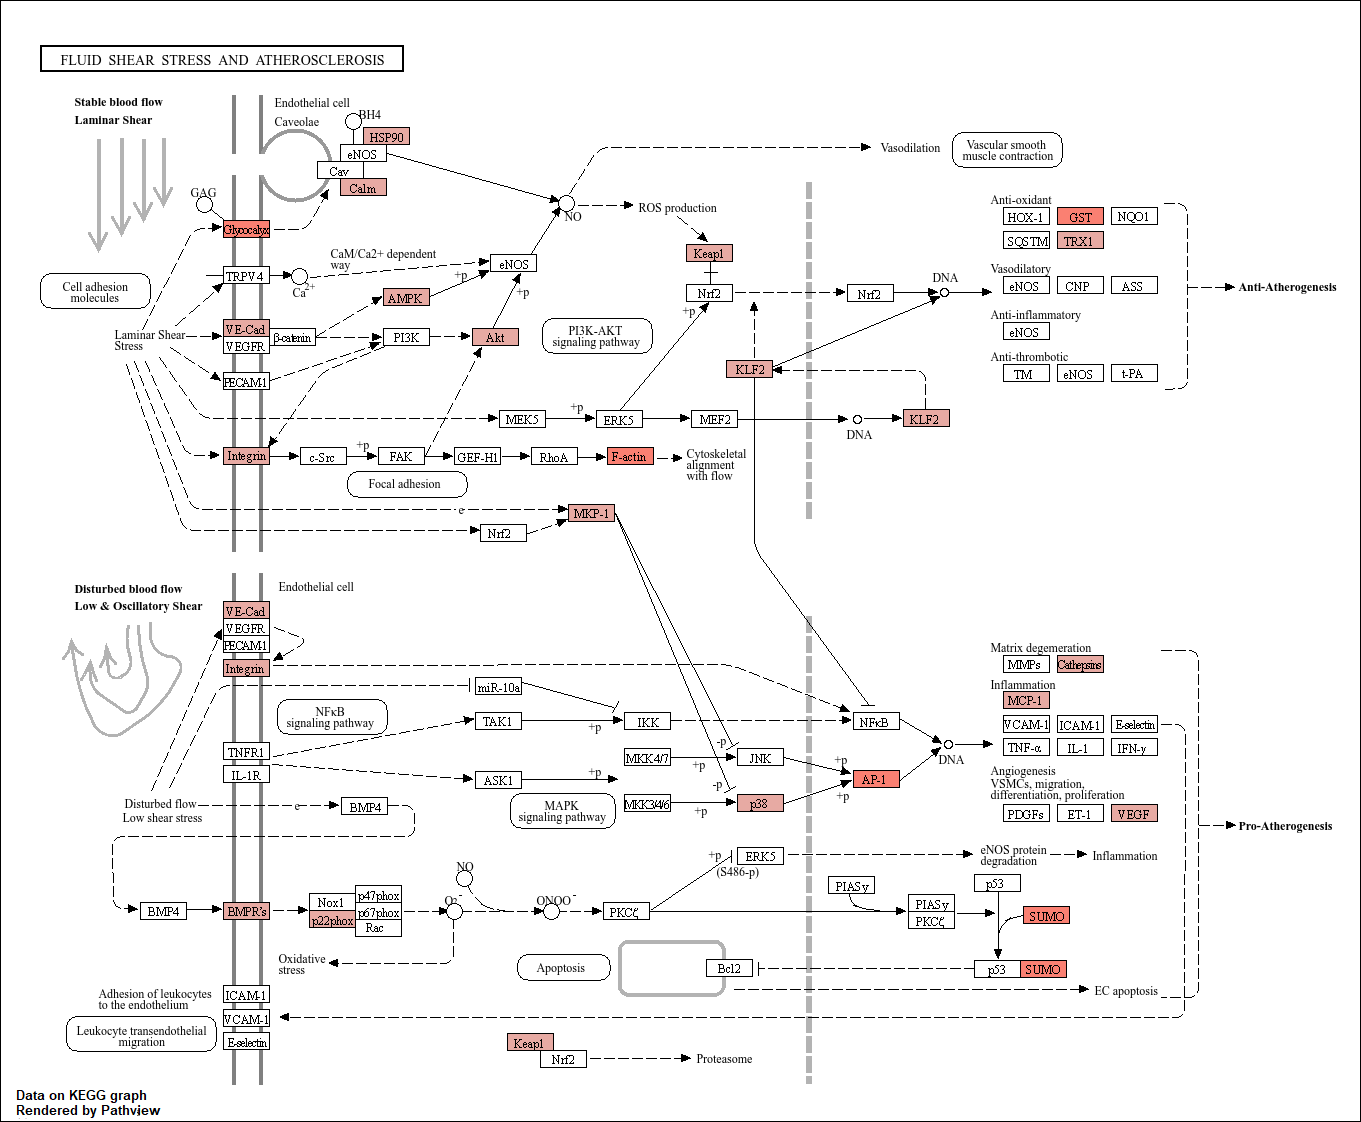 FLUID SHEAR STRESS AND ATHEROSCLEROSIS
Stable blood flow
Laminar Shear
Endothelial cell
Caveolae
BH4
HSP90
eNOS
Cav
Calm
GAG
Glycocalyx
NO
Vasodilation
Vascular smooth
muscle contraction
ROS production
Keap1
Nrf2
+p
Cell adhesion
molecules
TRPV4
Ca2+
CaM/Ca2+ dependent
way
eNOS
+p
+p
AMPK
Laminar Shear
Stress
VE-Cad
VEGFR
β-catenin
PI3K
Akt
PI3K-AKT
signaling pathway
PECAM-1
KLF2
Nrf2
DNA
Anti-oxidant
HOX-1
GST
NQO1
SQSTM
TRX1
Vasodilatory
eNOS
CNP
ASS
Anti-inflammatory
eNOS
Anti-thrombotic
TM
eNOS
t-PA
Anti-Atherogenesis
MEK5
+p
ERK5
MEF2
DNA
KLF2
Integrin
c-Src
+p
FAK
GEF-H1
RhoA
F-actin
Cytoskeletal
alignment
with flow
Focal adhesion
e
MKP-1
Nrf2
Disturbed blood flow
Low & Oscillatory Shear
Endothelial cell
VE-Cad
VEGFR
PECAM-1
Integrin
miR-10a
NFκB
signaling pathway
TAK1
+p
IKK
NFκB
TNFR1
IL-1R
MKK4/7
+p
-p
JNK
+p
ASK1
+p
AP-1
MAPK
signaling pathway
MKK3/4/6
+p
-p
p38
+p
DNA
Matrix degeneration
MMPs
Cathepsins
Inflammation
MCP-1
VCAM-1
ICAM-1
E-selectin
TNF-α
IL-1
IFN-γ
Angiogenesis
VSMCs, migration,
differentiation, proliferation
PDGFs
ET-1
VEGF
Pro-Atherogenesis
Disturbed flow
Low shear stress
e
BMP4
+p
ERK5
(S486-p)
eNOS protein
degradation
Inflammation
BMP4
BMPR's
Nox1
p22phox
p47phox
p67phox
Rac
O2-
NO
ONOO-
PKCζ
PIASy
PIASy
PKCζ
p53
SUMO
p53
SUMO
Oxidative
stress
Apoptosis
Bcl2
EC apoptosis
Adhesion of leukocytes
to the endothelium
ICAM-1
VCAM-1
E-selectin
Leukocyte transendothelial
migration
Keap1
Nrf2
Proteasome
Data on KEGG graph
Rendered by Pathview